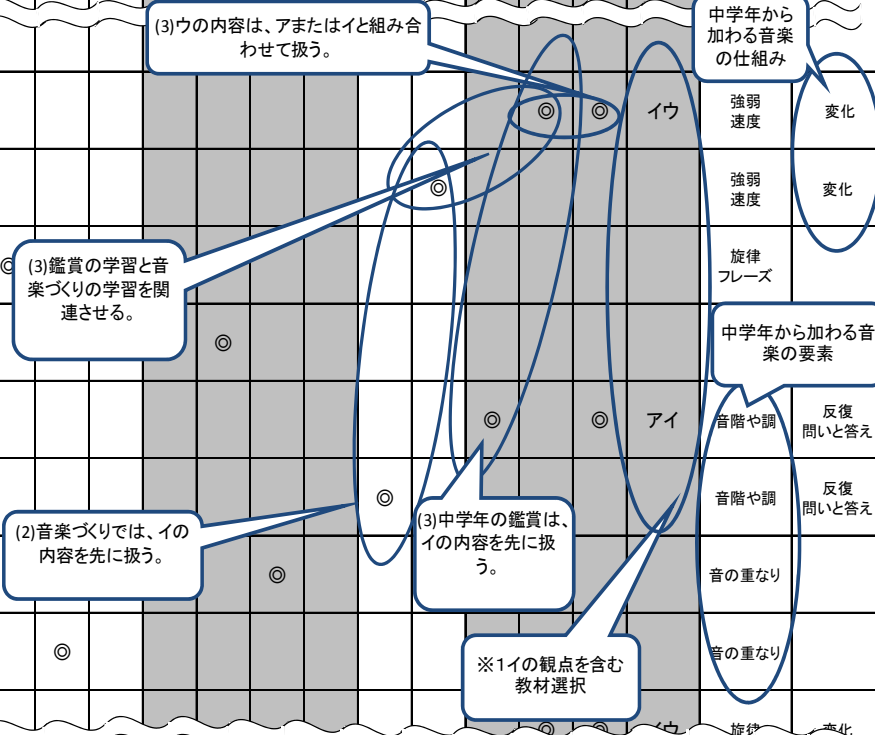 (3)ウの内容は、アまたはイと組み合
わせて扱う。
中学年から
加わる音楽
の仕組み
◎ ◎ イウ 強弱
速度 変化
◎ 強弱
速度 変化
◎ 旋律
フレーズ
(3)鑑賞の学習と音
楽づくりの学習を関
連させる。
◎
中学年から加わる音
楽の要素
◎ ◎ アイ 音階や調 反復
問いと答え
◎ 音階や調 反復
問いと答え
(2)音楽づくりでは、イの
内容を先に扱う。
(3)中学年の鑑賞は、
イの内容を先に扱
う。
◎ 音の重なり
◎ 音の重なり
※1イの観点を含む
教材選択
◎ ◎ イウ 旋律 変化